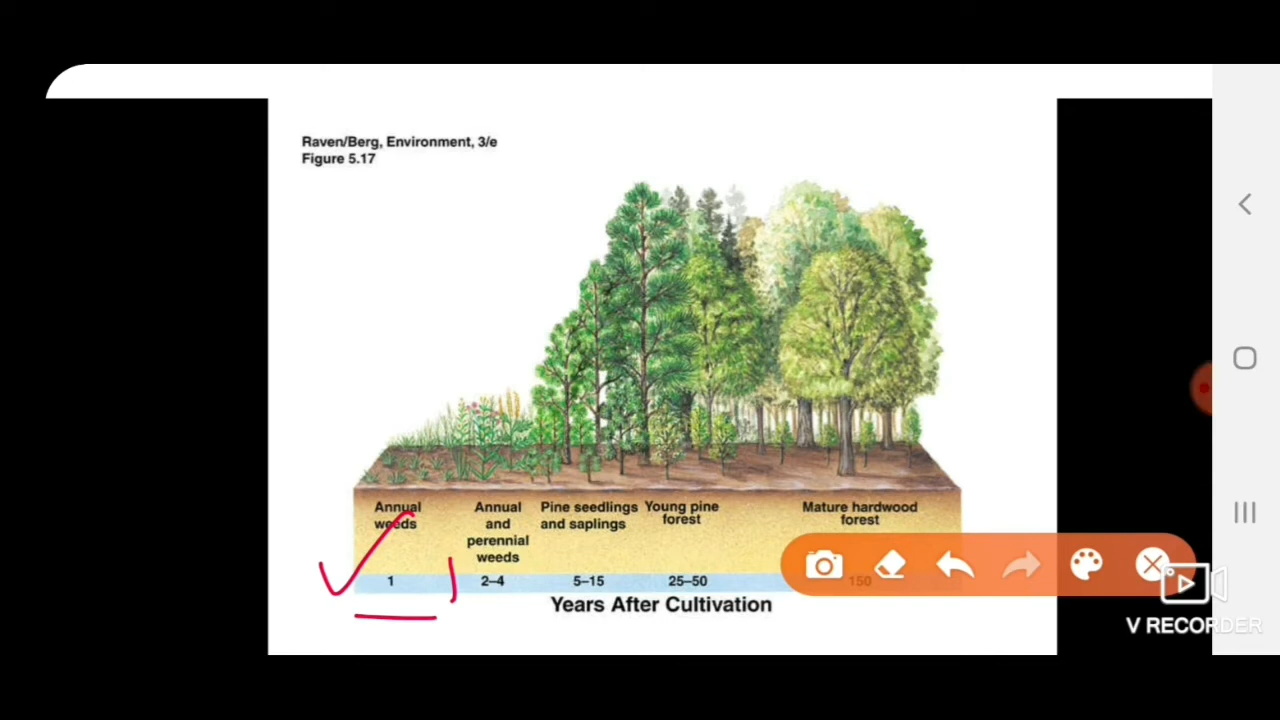 Raven/Berg, Environment, 3/e
Figure 5.17
Annual
weeds
Annual
and
perennial
weeds
Pine seedlings
and saplings
Young pine
forest
Mature hardwood
forest
1
2–4
5–15
25–50
150
Years After Cultivation
V RECORDER